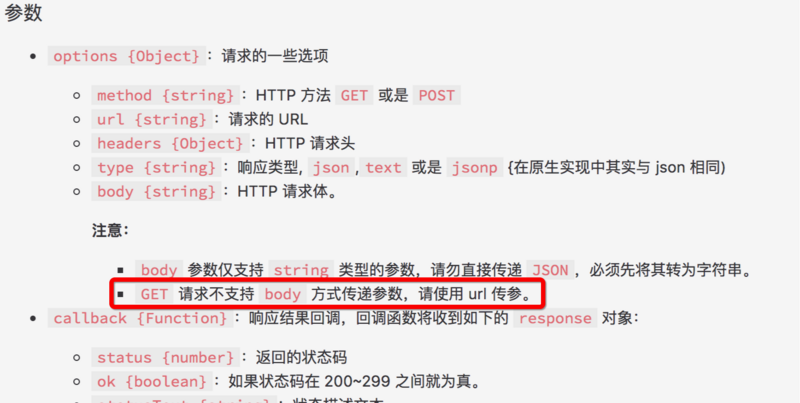 参数
options {Object}：请求的一些选项
method {string}：HTTP 方法 GET 或是 POST
url {string}：请求的 URL
headers {Object}：HTTP 请求头
type {string}：响应类型, json,text 或是 jsonp {在原生实现中其实与 json 相同)
body {string}：HTTP 请求体。
注意：
body 参数仅支持 string 类型的参数，请勿直接传递 JSON，必须先将其转为字符串。
GET 请求不支持 body 方式传递参数，请使用 url 传参。
callback {Function}：响应结果回调，回调函数将收到如下的 response 对象：
status {number}：返回的状态码
ok {boolean}：如果状态码在 200~299 之间就为真。
statusText {string}：状态描述文本